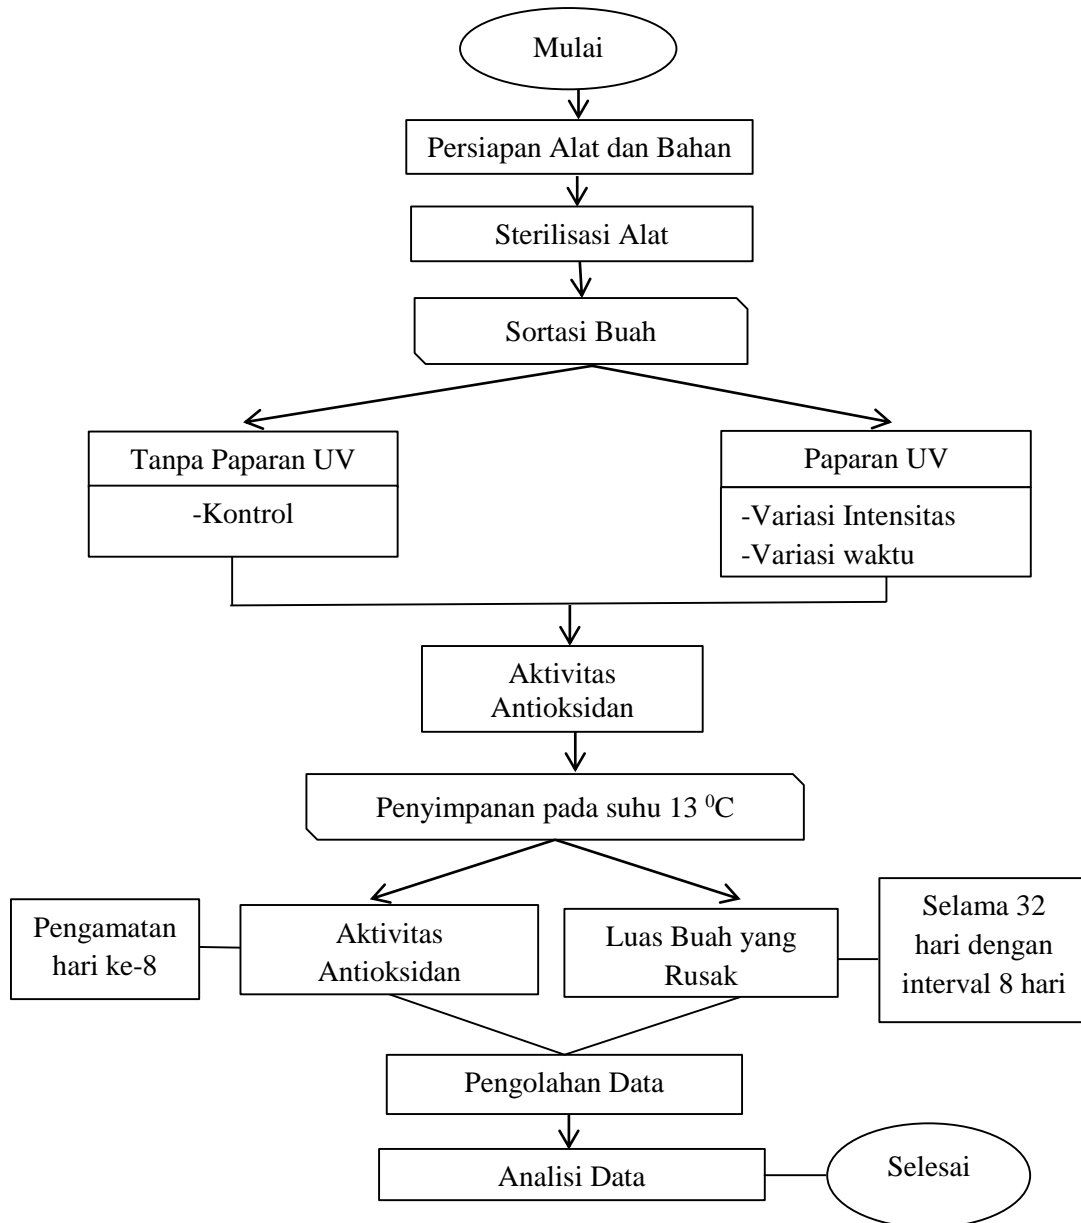 Mulai
Persiapan Alat dan Bahan
Sterilisasi Alat
Sortasi Buah
Tanpa Paparan UV
-Kontrol
Paparan UV
-Variasi Intensitas
-Variasi waktu
Aktivitas
Antioksidan
Penyimpanan pada suhu 13 ⁰C
Pengamatan
hari ke-8
Aktivitas
Antioksidan
Luas Buah yang
Rusak
Selama 32
hari dengan
interval 8 hari
Pengolahan Data
Analisi Data
Selesai